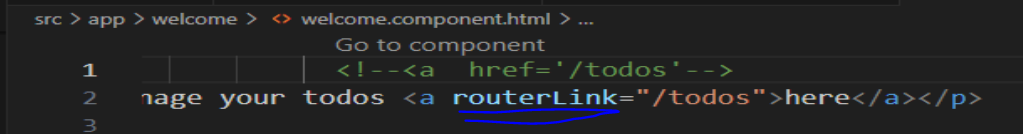 src > app > welcome > <> welcome.component.html > ...
Go to component
1 <!--<a href='/todos'-->
2 nage your todos <a routerLink="/todos">here</a></p>
3